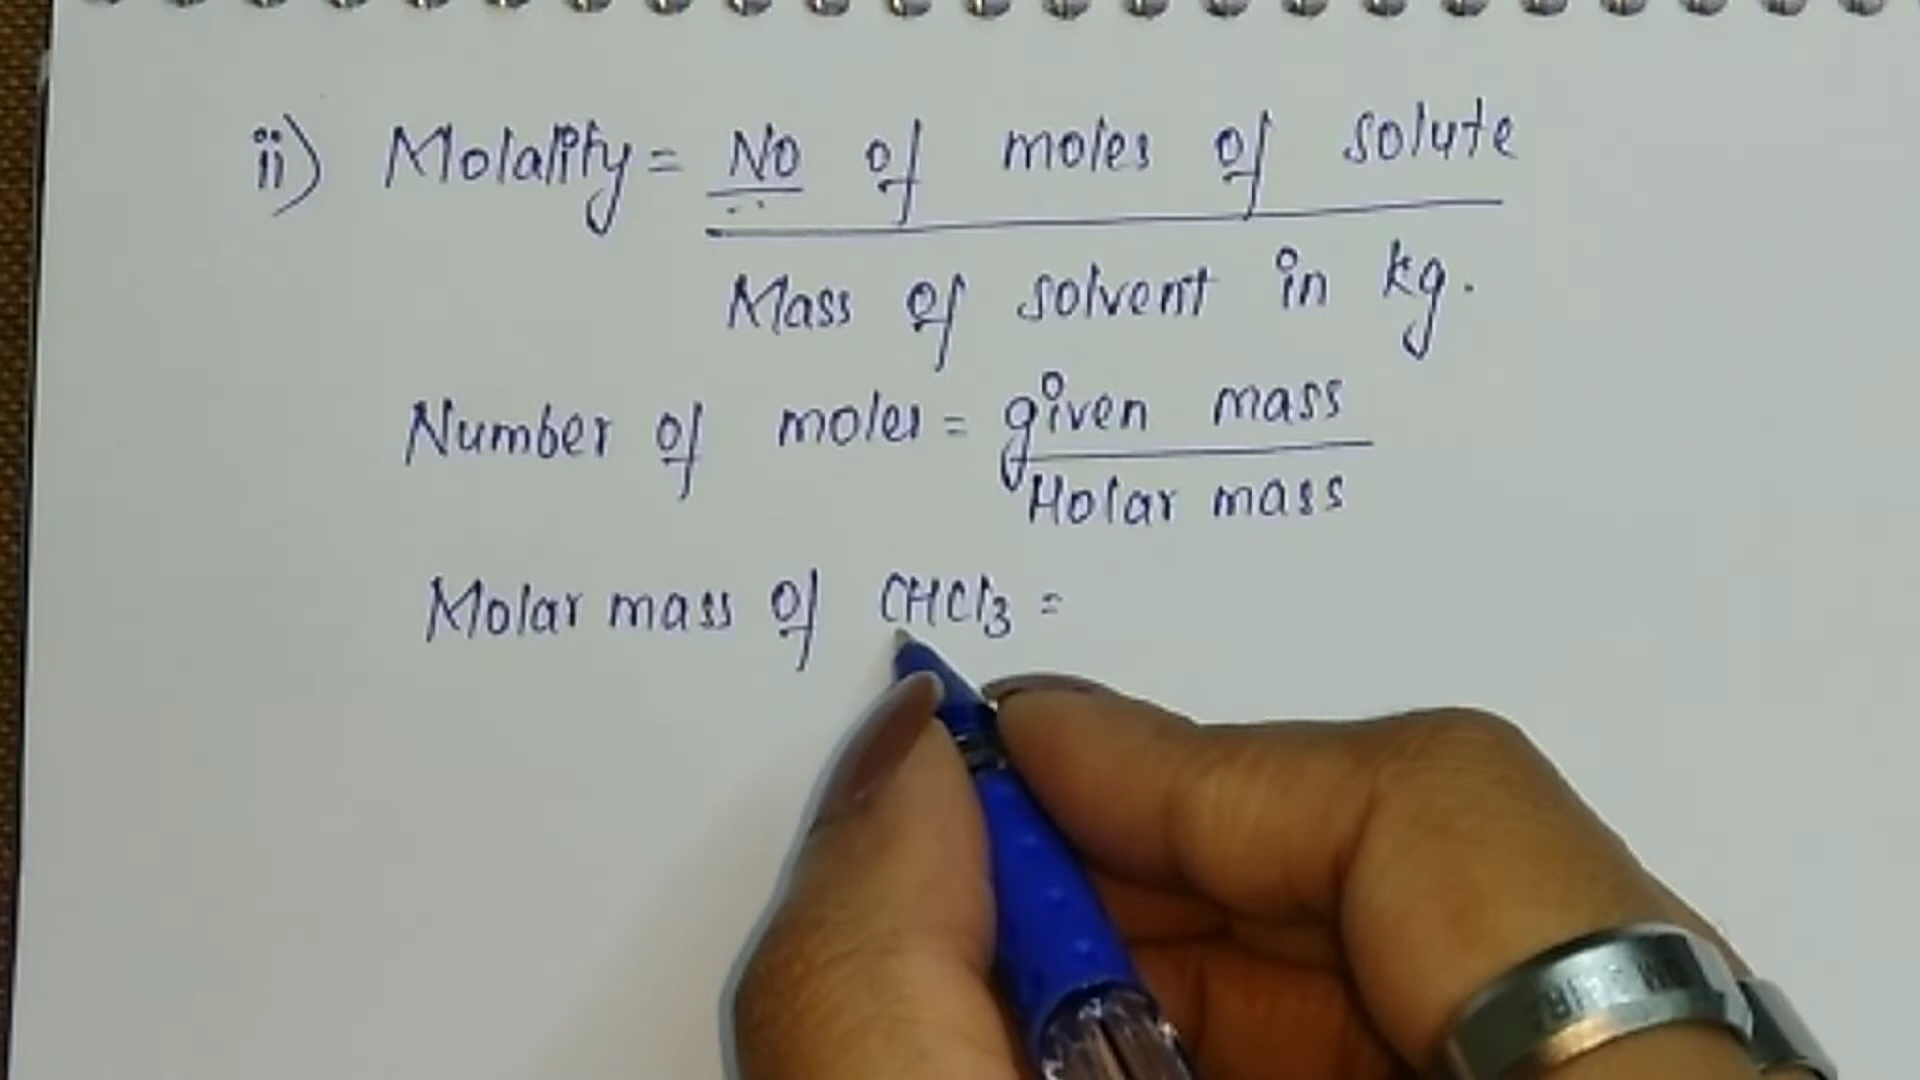 ii) Molality = No of moles of solute
Mass of solvent in kg.
Number of moles = given mass
Molar mass
Molar mass of CHCl3 =